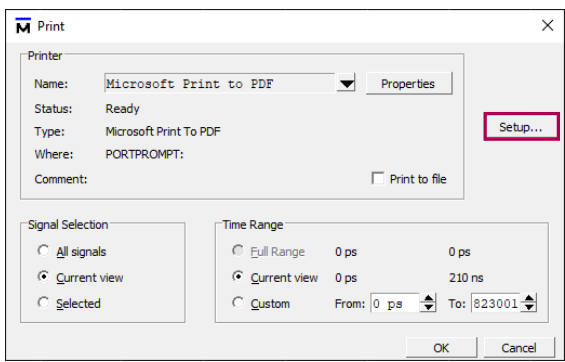 M Print
Printer
Name: Microsoft Print to PDF Properties
Status: Ready
Type: Microsoft Print To PDF
Where: PORTPROMPT:
Comment: Print to file
Setup...
Signal Selection
All signals
Current view
Selected
Time Range
Full Range 0 ps 0 ps
Current view 0 ps 210 ns
Custom From: 0 ps To: 823001
OK Cancel